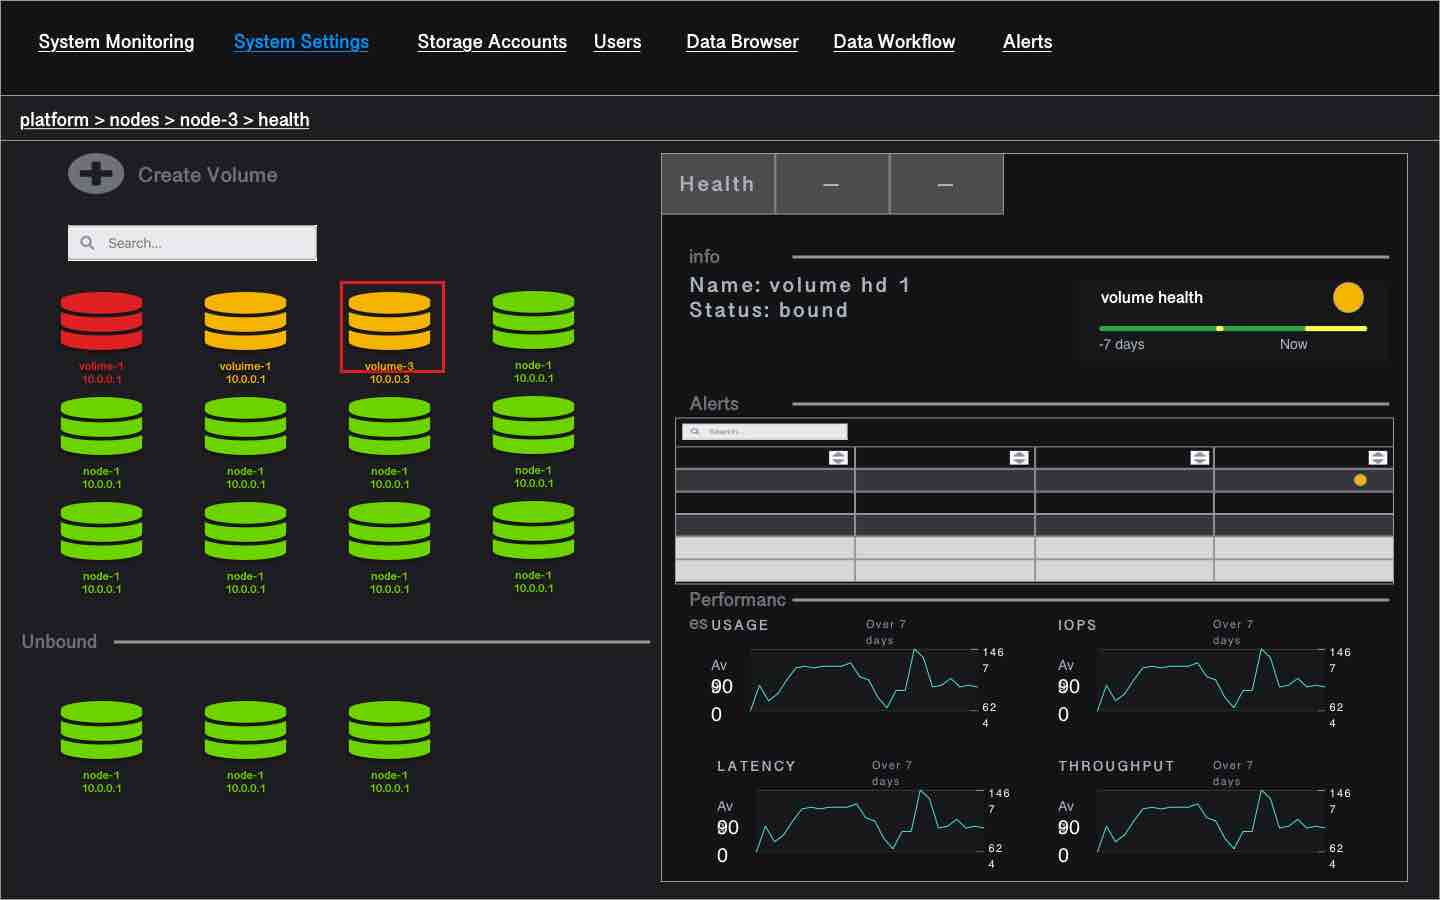 System Monitoring System Settings Storage Accounts Users Data Browser Data Workflow Alerts
platform > nodes > node-3 > health
Create Volume
Search...
volime-1 voluime-1 volume-3 node-1
10.0.0.1 10.0.0.1 10.0.0.3 10.0.0.1
node-1 node-1 node-1 node-1
10.0.0.1 10.0.0.1 10.0.0.1 10.0.0.1
node-1 node-1 node-1 node-1
10.0.0.1 10.0.0.1 10.0.0.1 10.0.0.1
Unbound
node-1 node-1 node-1
10.0.0.1 10.0.0.1 10.0.0.1
Health – –
info
Name: volume hd 1
Status: bound
volume health
-7 days Now
Alerts
Search...
Performanc
es
USAGE Over 7
days
146
7
Av
90
0
62
4
IOPS Over 7
days
146
7
Av
90
0
62
4
LATENCY Over 7
days
146
7
Av
90
0
62
4
THROUGHPUT Over 7
days
146
7
Av
90
0
62
4